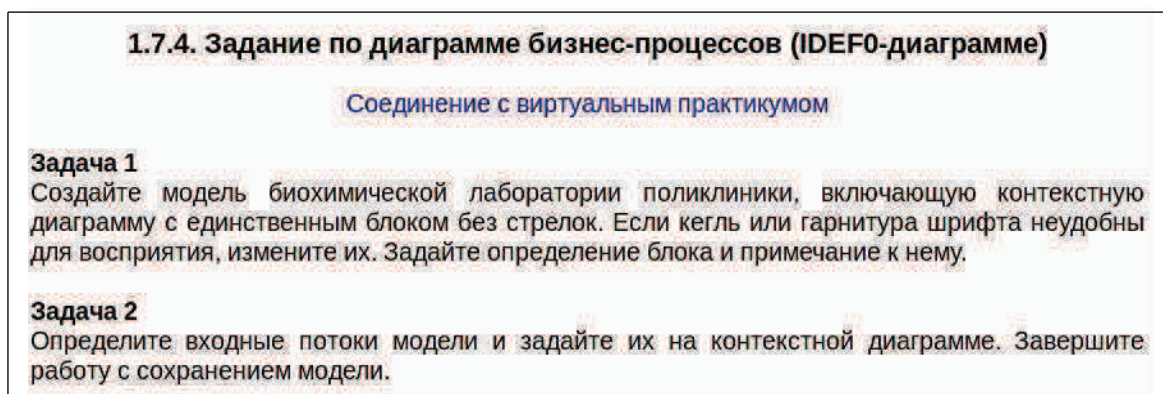 1.7.4. Задание по диаграмме бизнес-процессов (IDEF0-диаграмме)
Соединение с виртуальным практикумом
Задача 1
Создайте модель биохимической лаборатории поликлиники, включающую контекстную
диаграмму с единственным блоком без стрелок. Если кегль или гарнитура шрифта неудобны
для восприятия, измените их. Задайте определение блока и примечание к нему.
Задача 2
Определите входные потоки модели и задайте их на контекстной диаграмме. Завершите
работу с сохранением модели.